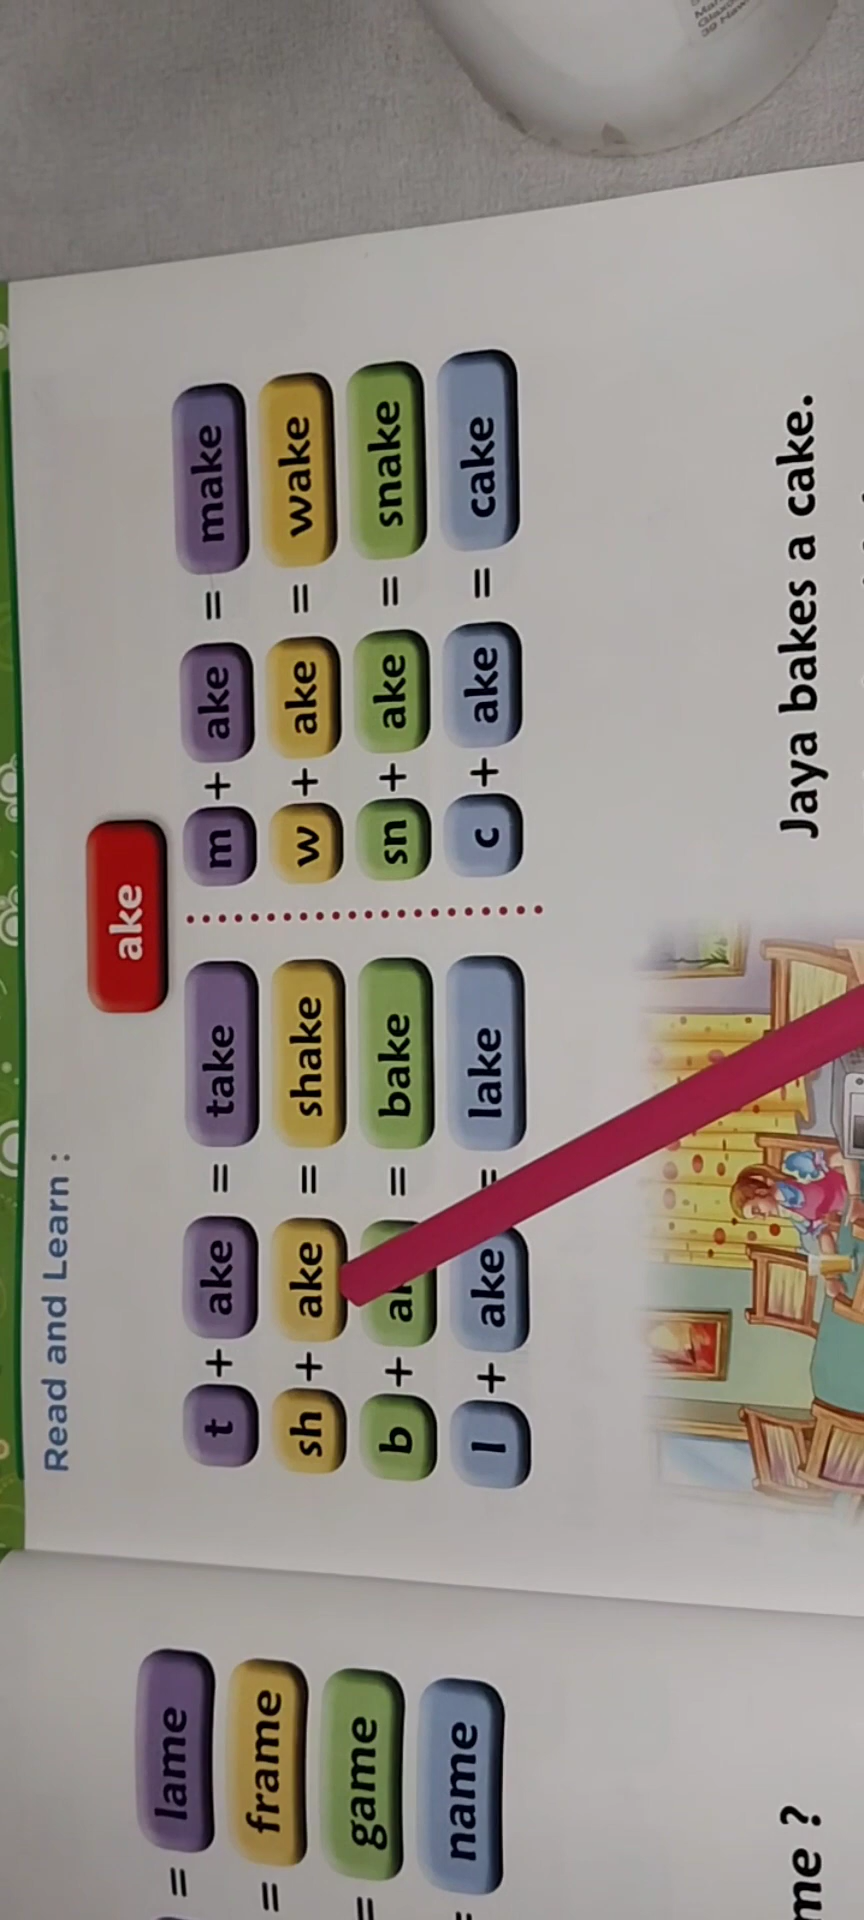 Read and Learn :
ake
t + ake = take m + ake = make
sh + ake = shake w + ake = wake
b + = bake sn + ake = snake
l + ake = lake c + ake = cake
Jaya bakes a cake.
= lame
= frame
= game
= name